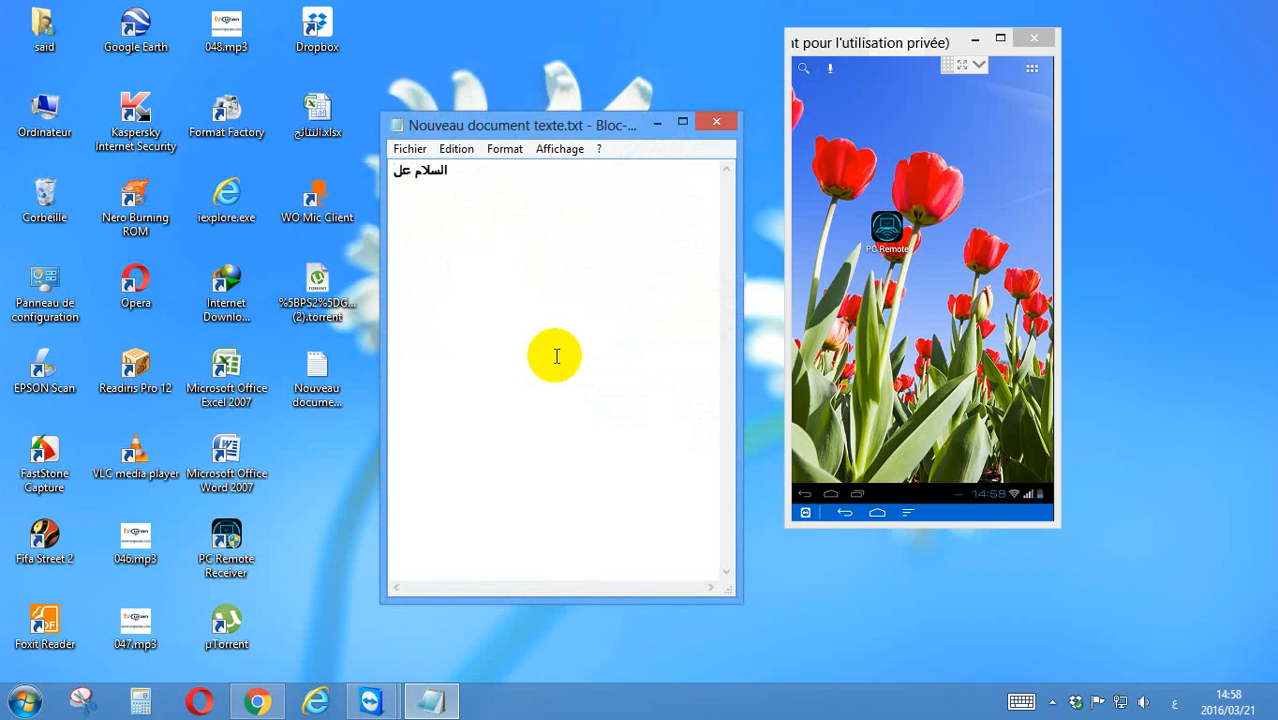 said
Google Earth
048.mp3
Dropbox
Ordinateur
Kaspersky
Internet Security
Format Factory
النتائج.xlsx
Corbeille
Nero Burning
ROM
iexplore.exe
WO Mic Client
Panneau de
configuration
Opera
Internet
Downlo...
%5BPS2%5DG...
(2).torrent
TORRENT
EPSON Scan
Readiris Pro 12
Microsoft Office
Excel 2007
Nouveau
docume...
FastStone
Capture
VLC media player
Microsoft Office
Word 2007
Fifa Street 2
046.mp3
PC Remote
Receiver
Foxit Reader
047.mp3
µTorrent
Nouveau document texte.txt - Bloc-...
Fichier Edition Format Affichage ?
السلام عل
nt pour l'utilisation privée)
PC Remote
14:58
ع
14:58
2016/03/21